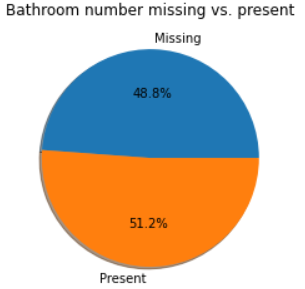 Bathroom number missing vs. present
Missing
48.8%
51.2%
Present